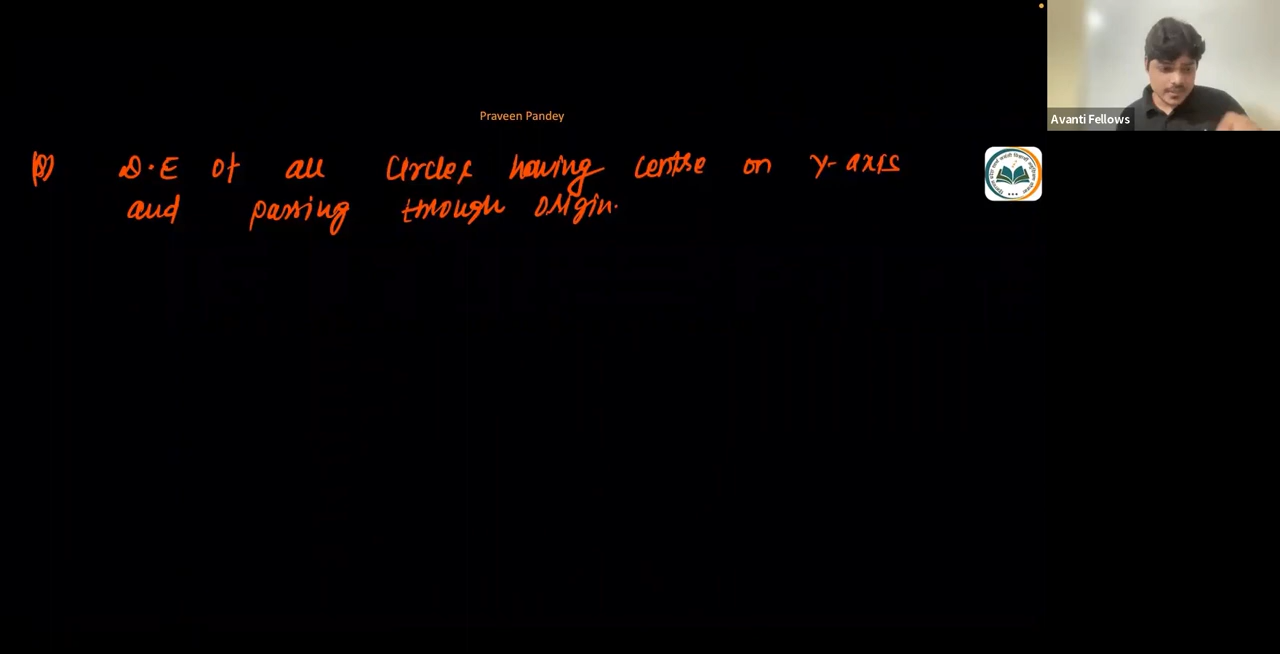 Praveen Pandey
Avanti Fellows
Q) D.E of all circles having centre on y-axis
and passing through origin.